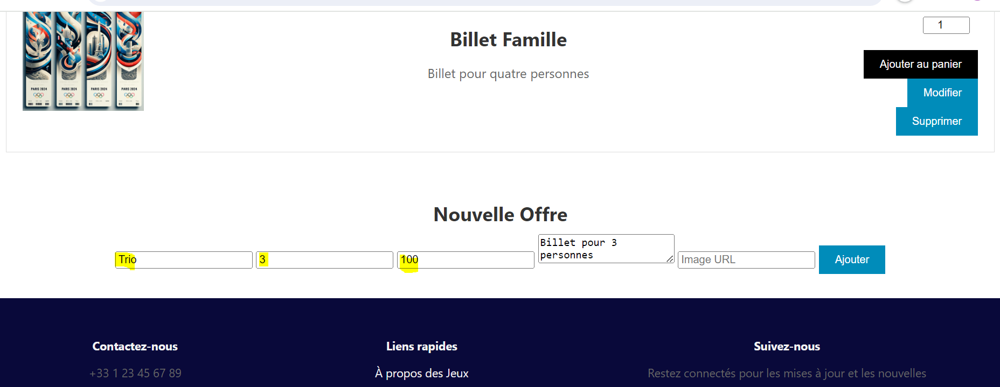 PARIS 2024 PARIS 2024 PARIS 2024 PARIS 2024
1
Billet Famille
Billet pour quatre personnes
Ajouter au panier
Modifier
Supprimer
Nouvelle Offre
Trio
3
100
Billet pour 3
personnes
Image URL
Ajouter
Contactez-nous
+33 1 23 45 67 89
Liens rapides
À propos des Jeux
Suivez-nous
Restez connectés pour les mises à jour et les nouvelles